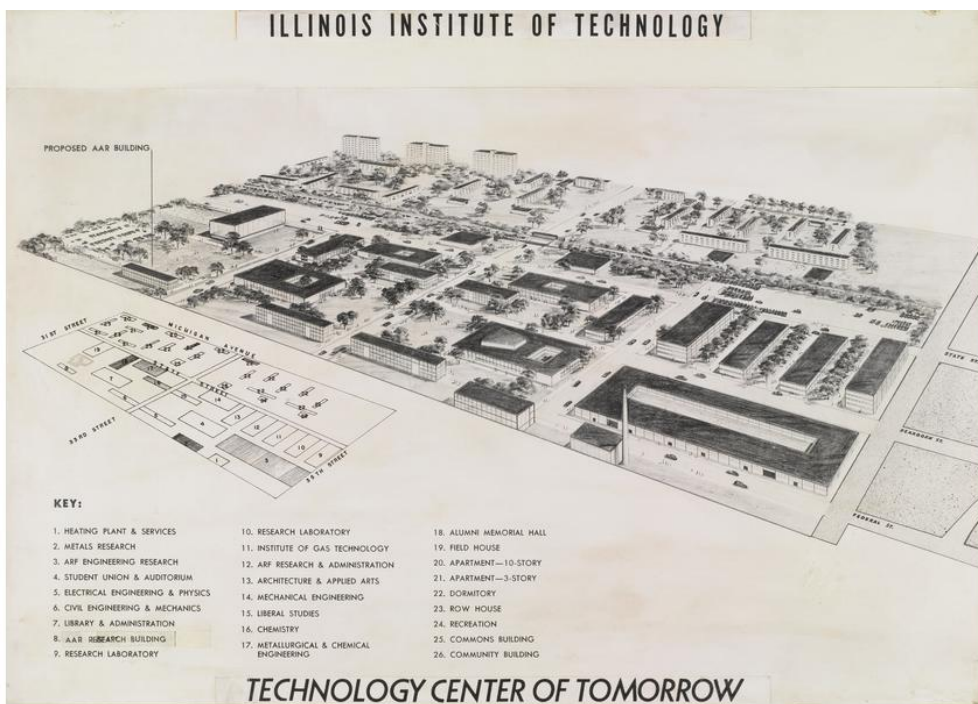 ILLINOIS INSTITUTE OF TECHNOLOGY
PROPOSED AAR BUILDING
31ST STREET
MICHIGAN AVENUE
STATE STREET
33RD STREET
35TH STREET
DEARBORN ST.
FEDERAL ST.
KEY:
1. HEATING PLANT & SERVICES
2. METALS RESEARCH
3. ARF ENGINEERING RESEARCH
4. STUDENT UNION & AUDITORIUM
5. ELECTRICAL ENGINEERING & PHYSICS
6. CIVIL ENGINEERING & MECHANICS
7. LIBRARY & ADMINISTRATION
8. AAR RESEARCH BUILDING
9. RESEARCH LABORATORY
10. RESEARCH LABORATORY
11. INSTITUTE OF GAS TECHNOLOGY
12. ARF RESEARCH & ADMINISTRATION
13. ARCHITECTURE & APPLIED ARTS
14. MECHANICAL ENGINEERING
15. LIBERAL STUDIES
16. CHEMISTRY
17. METALLURGICAL & CHEMICAL
ENGINEERING
18. ALUMNI MEMORIAL HALL
19. FIELD HOUSE
20. APARTMENT—10-STORY
21. APARTMENT—3-STORY
22. DORMITORY
23. ROW HOUSE
24. RECREATION
25. COMMONS BUILDING
26. COMMUNITY BUILDING
TECHNOLOGY CENTER OF TOMORROW